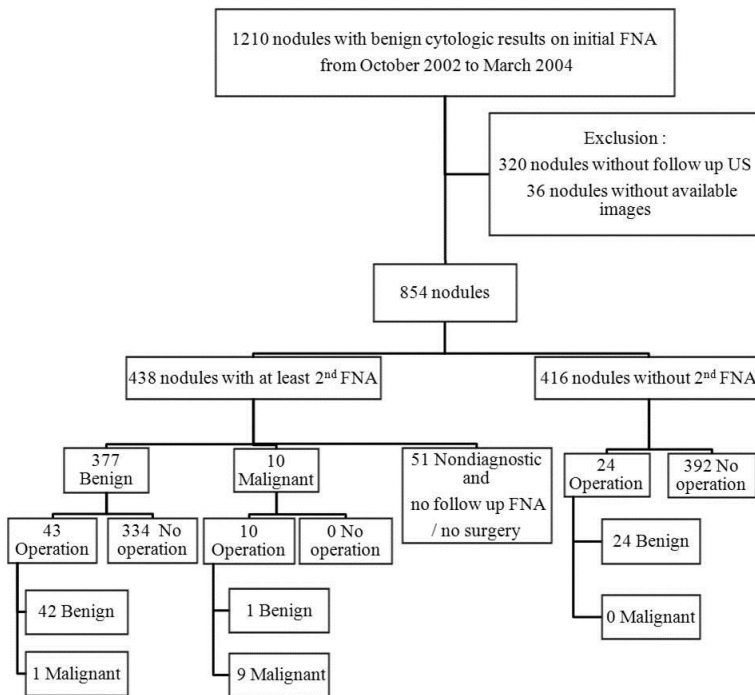 1210 nodules with benign cytologic results on initial FNA
from October 2002 to March 2004
Exclusion :
320 nodules without follow up US
36 nodules without available
images
854 nodules
438 nodules with at least 2nd FNA
416 nodules without 2nd FNA
377
Benign
10
Malignant
51 Nondiagnostic
and
no follow up FNA
/ no surgery
24
Operation
392 No
operation
43
Operation
334 No
operation
10
Operation
0 No
operation
24 Benign
0 Malignant
42 Benign
1 Malignant
1 Benign
9 Malignant